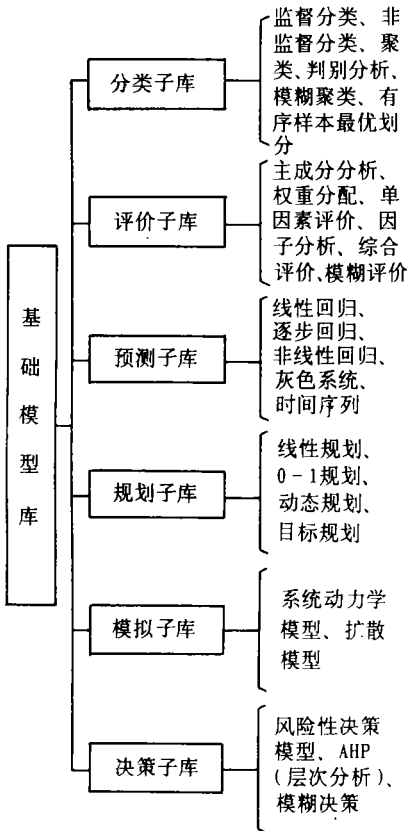 基础模型库
分类子库
监督分类、非
监督分类、聚
类、判别分析、
模糊聚类、有
序样本最优划
分
评价子库
主成分分析、
权重分配、单
因素评价、因
子分析、综合
评价、模糊评价
预测子库
线性回归、
逐步回归、
非线性回归、
灰色系统、
时间序列
规划子库
线性规划、
0-1规划、
动态规划、
目标规划
模拟子库
系统动力学
模型、扩散
模型
决策子库
风险性决策
模型、AHP
(层次分析)、
模糊决策